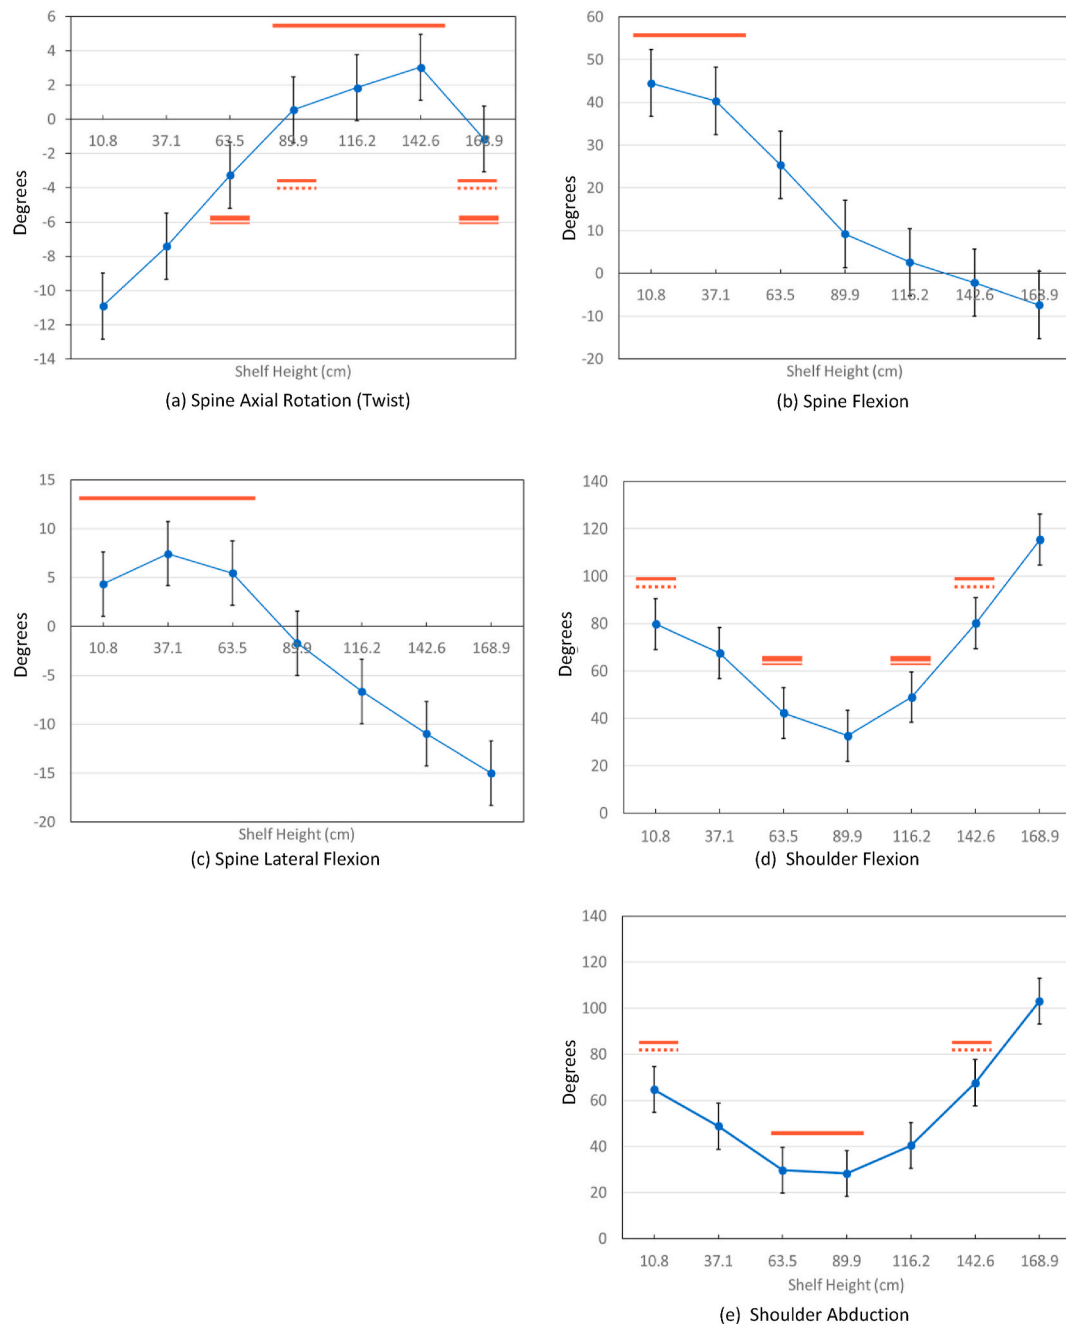 6
4
2
0
-2
-4
-6
-8
-10
-12
-14
Degrees
10.8 37.1 63.5 89.9 116.2 142.6 168.9
Shelf Height (cm)
(a) Spine Axial Rotation (Twist)
60
50
40
30
20
10
0
-10
-20
Degrees
10.8 37.1 63.5 89.9 116.2 142.6 168.9
(b) Spine Flexion
15
10
5
0
-5
-10
-15
-20
Degrees
10.8 37.1 63.5 89.9 116.2 142.6 168.9
Shelf Height (cm)
(c) Spine Lateral Flexion
140
120
100
80
60
40
20
0
Degrees
10.8 37.1 63.5 89.9 116.2 142.6 168.9
(d) Shoulder Flexion
140
120
100
80
60
40
20
0
Degrees
10.8 37.1 63.5 89.9 116.2 142.6 168.9
Shelf Height (cm)
(e) Shoulder Abduction